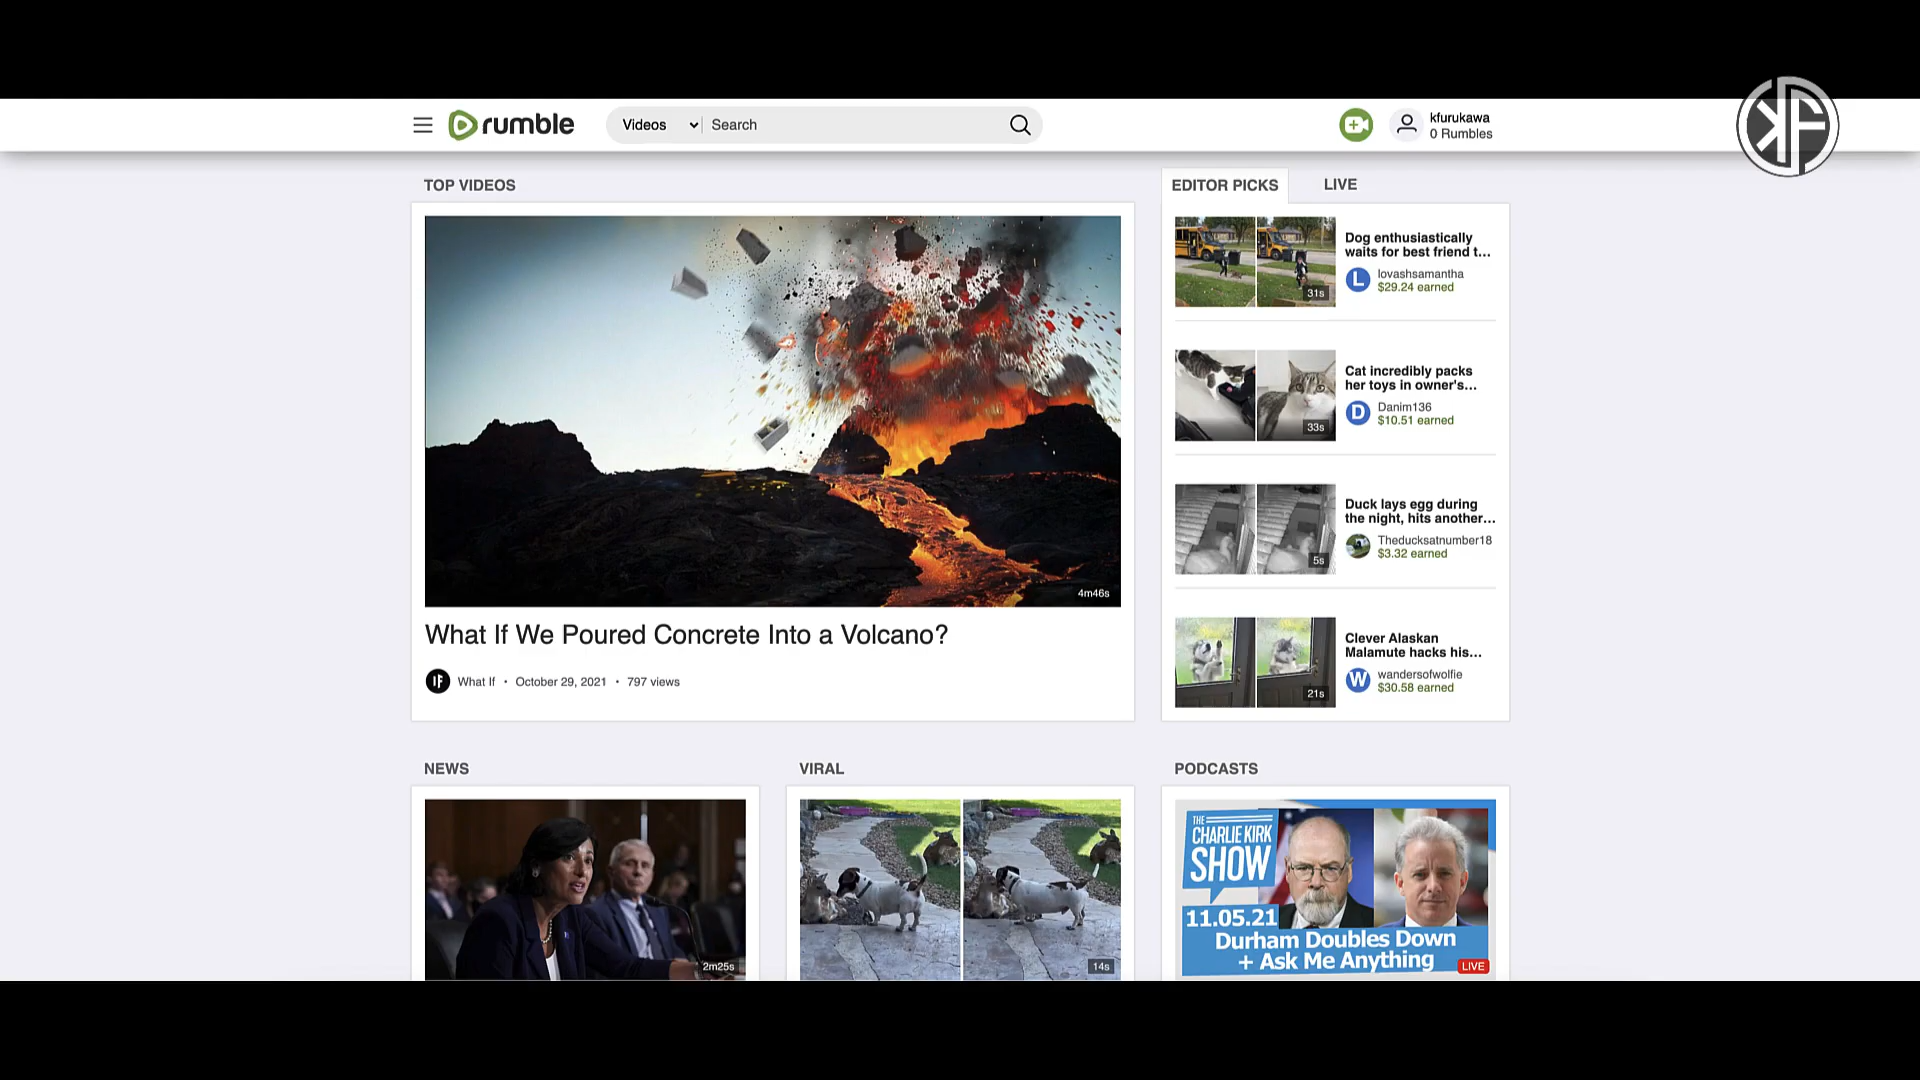 rumble
Videos
Search
kfurukawa
0 Rumbles
KF
TOP VIDEOS
4m46s
What If We Poured Concrete Into a Volcano?
IF
What If • October 29, 2021 • 797 views
EDITOR PICKS
LIVE
31s
Dog enthusiastically
waits for best friend t...
L
lovashsamantha
$29.24 earned
33s
Cat incredibly packs
her toys in owner's...
D
Danim136
$10.51 earned
5s
Duck lays egg during
the night, hits another...
Theducksatnumber18
$3.32 earned
21s
Clever Alaskan
Malamute hacks his...
W
wandersofwolfie
$30.58 earned
NEWS
2m25s
VIRAL
14s
PODCASTS
THE
CHARLIE KIRK
SHOW
11.05.21
Durham Doubles Down
+ Ask Me Anything
LIVE